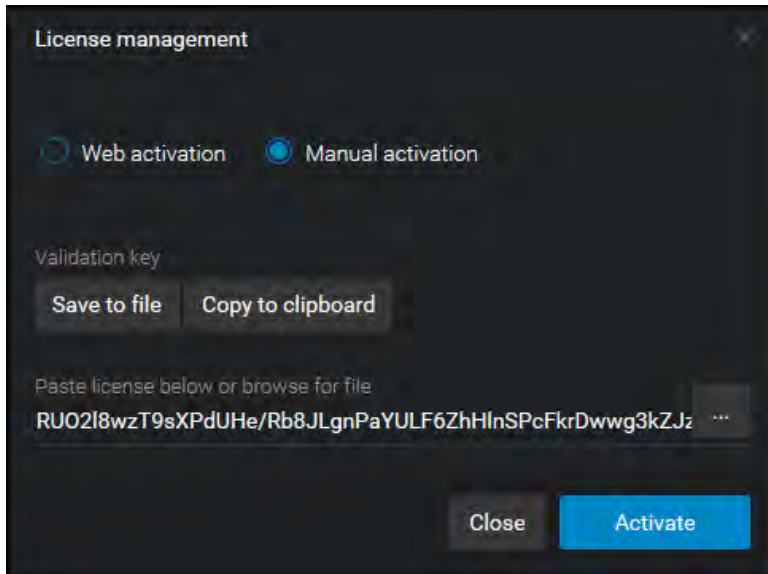 License management
Web activation Manual activation
Validation key
Save to file Copy to clipboard
Paste license below or browse for file
RUO2l8wzT9sXPdUHe/Rb8JLgnPaYULF6ZhHlnSPcFkrDwwg3kZJz ...
Close Activate